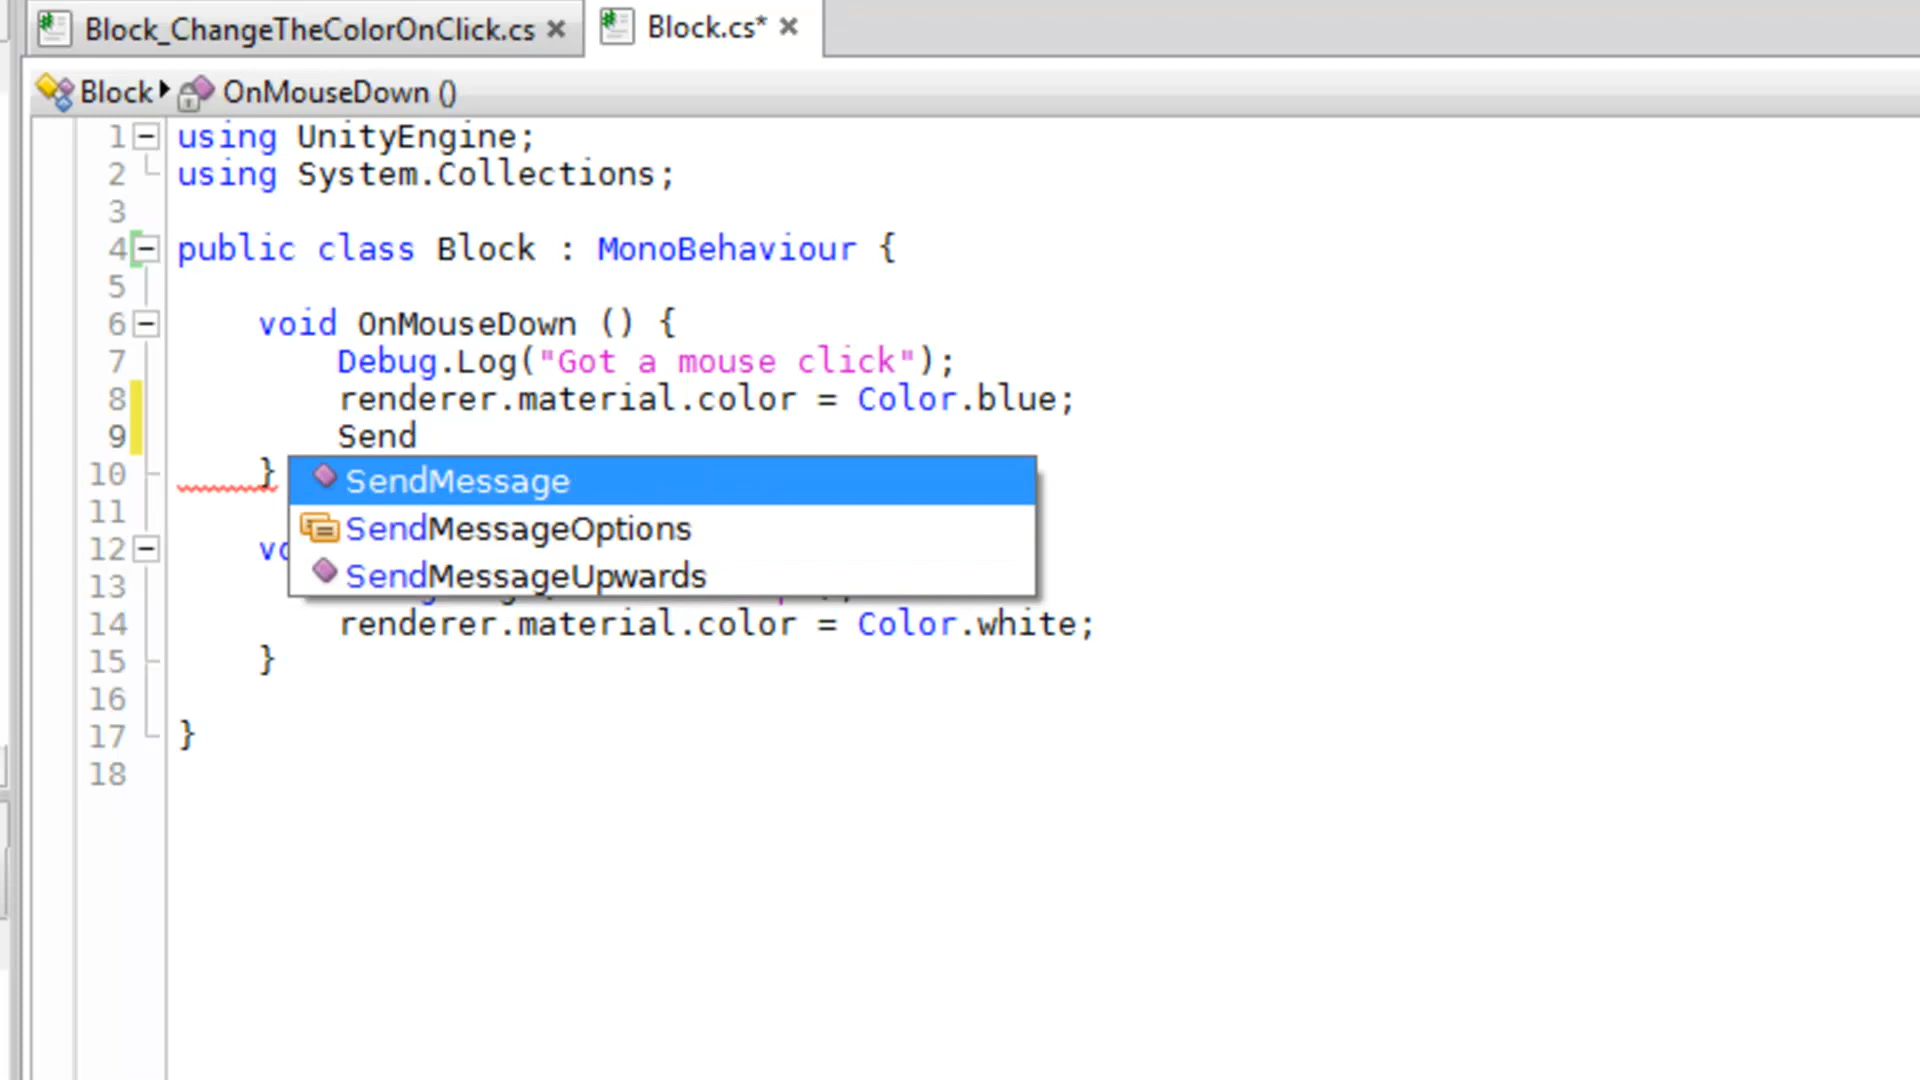 Block_ChangeTheColorOnClick.cs
Block.cs*
Block OnMouseDown ()
1 using UnityEngine;
2 using System.Collections;
3
4 public class Block : MonoBehaviour {
5
6 void OnMouseDown () {
7 Debug.Log("Got a mouse click");
8 renderer.material.color = Color.blue;
9 Send
10 }
SendMessage
SendMessageOptions
SendMessageUpwards
11
12
13
14 renderer.material.color = Color.white;
15 }
16
17 }
18